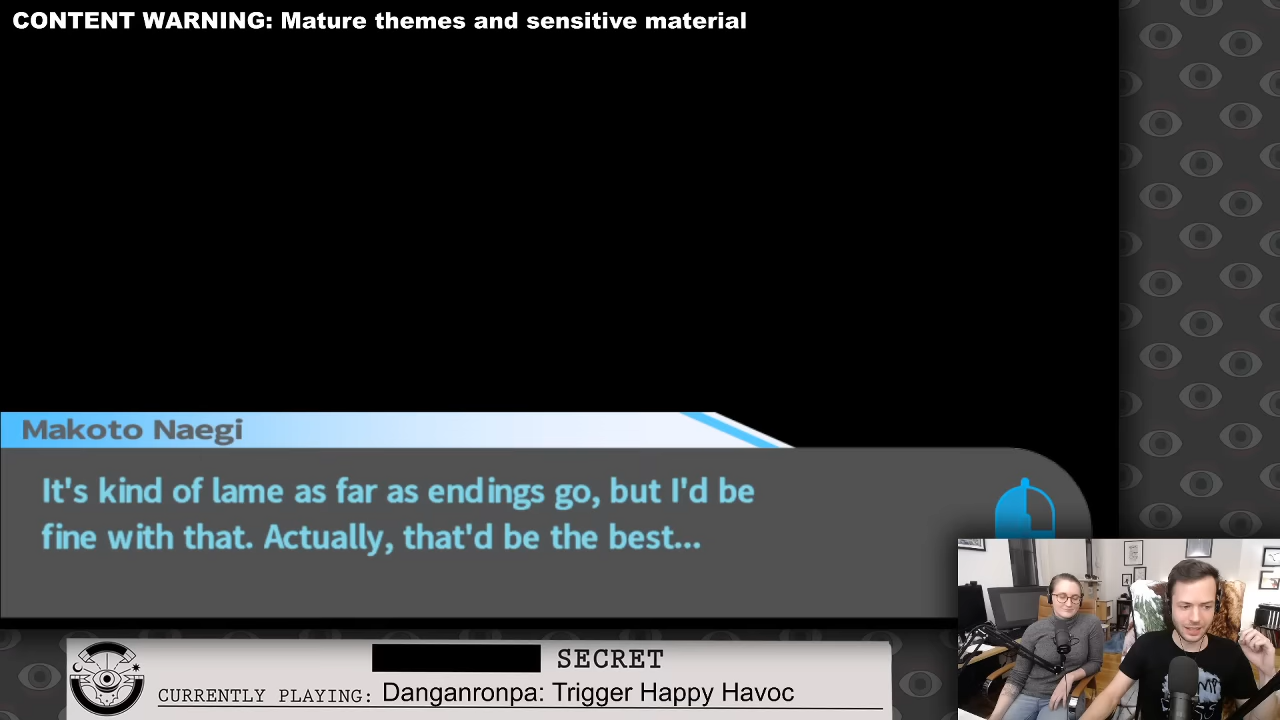 CONTENT WARNING: Mature themes and sensitive material
Makoto Naegi
It's kind of lame as far as endings go, but I'd be
fine with that. Actually, that'd be the best...
SECRET
CURRENTLY PLAYING: Danganronpa: Trigger Happy Havoc